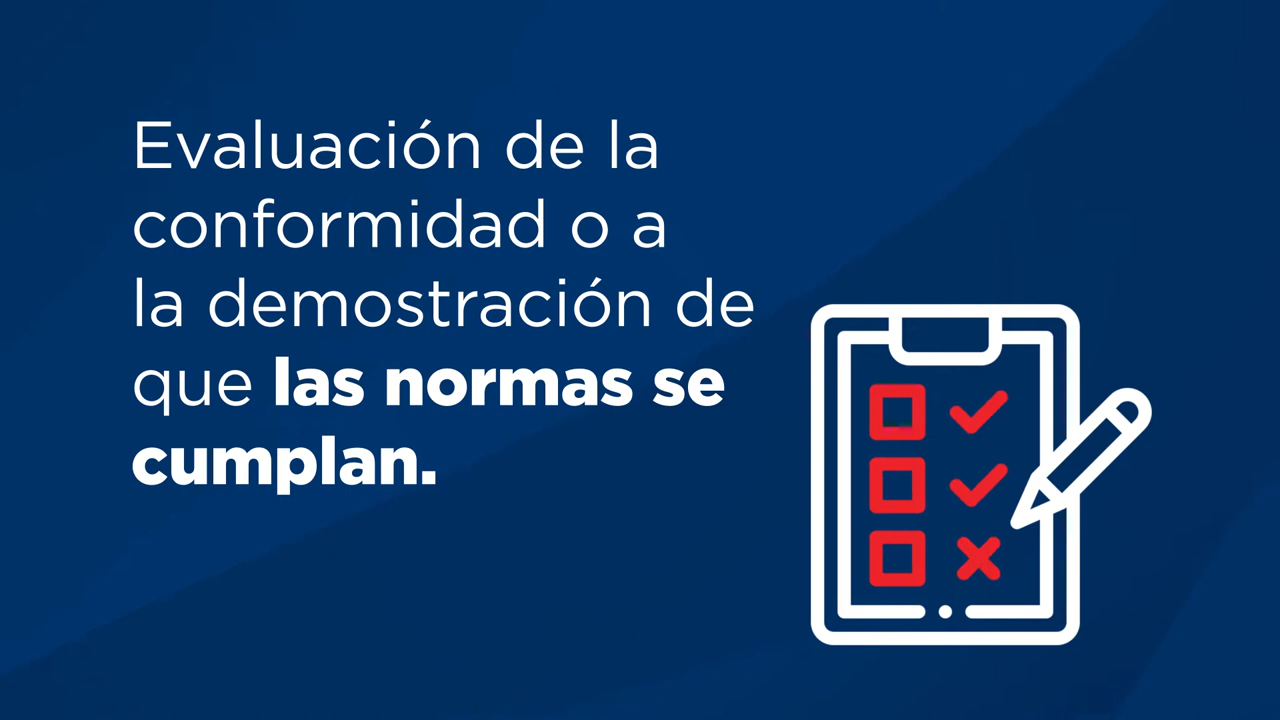 Evaluación de la
conformidad o a
la demostración de
que las normas se
cumplan.